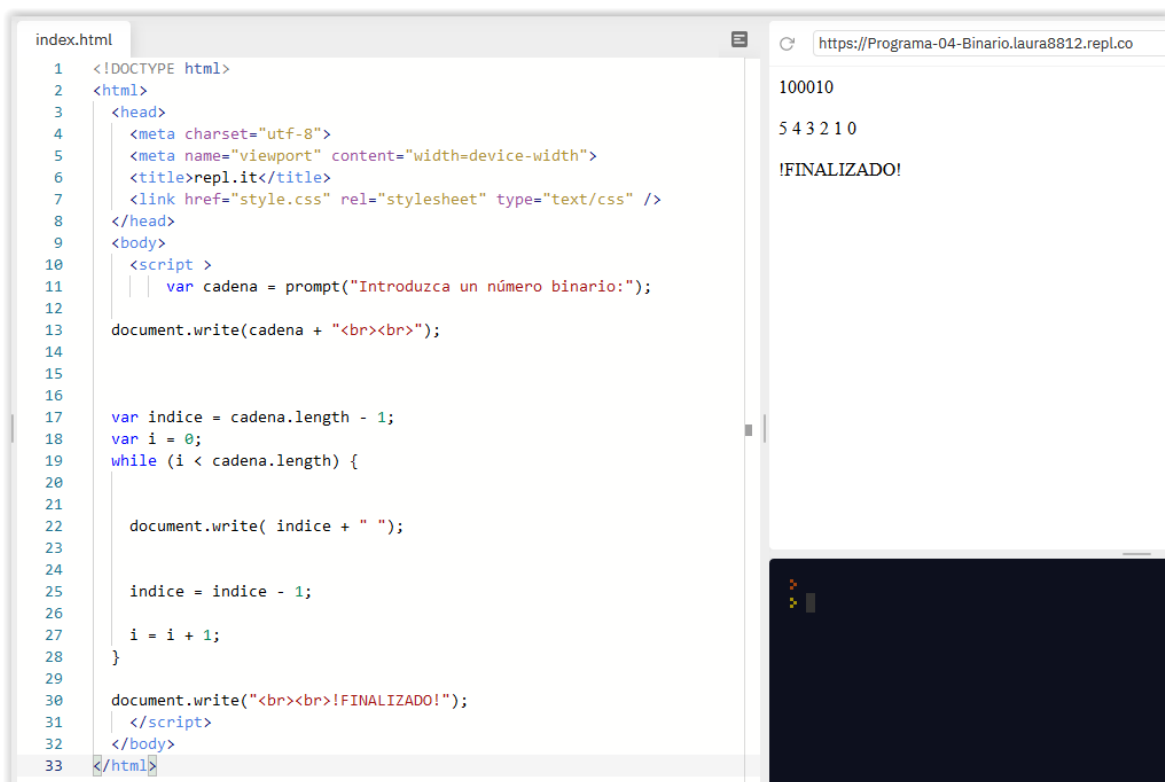 index.html
1 <!DOCTYPE html>
2 <html>
3 <head>
4 <meta charset="utf-8">
5 <meta name="viewport" content="width=device-width">
6 <title>repl.it</title>
7 <link href="style.css" rel="stylesheet" type="text/css" />
8 </head>
9 <body>
10 <script >
11 var cadena = prompt("Introduzca un número binario:");
12
13 document.write(cadena + "<br><br>");
14
15
16
17 var indice = cadena.length - 1;
18 var i = 0;
19 while (i < cadena.length) {
20
21
22 document.write( indice + " ");
23
24
25 indice = indice - 1;
26
27 i = i + 1;
28 }
29
30 document.write("<br><br>!FINALIZADO!");
31 </script>
32 </body>
33 </html>
https://Programa-04-Binario.laura8812.repl.co
100010
5 4 3 2 1 0
!FINALIZADO!
>
>